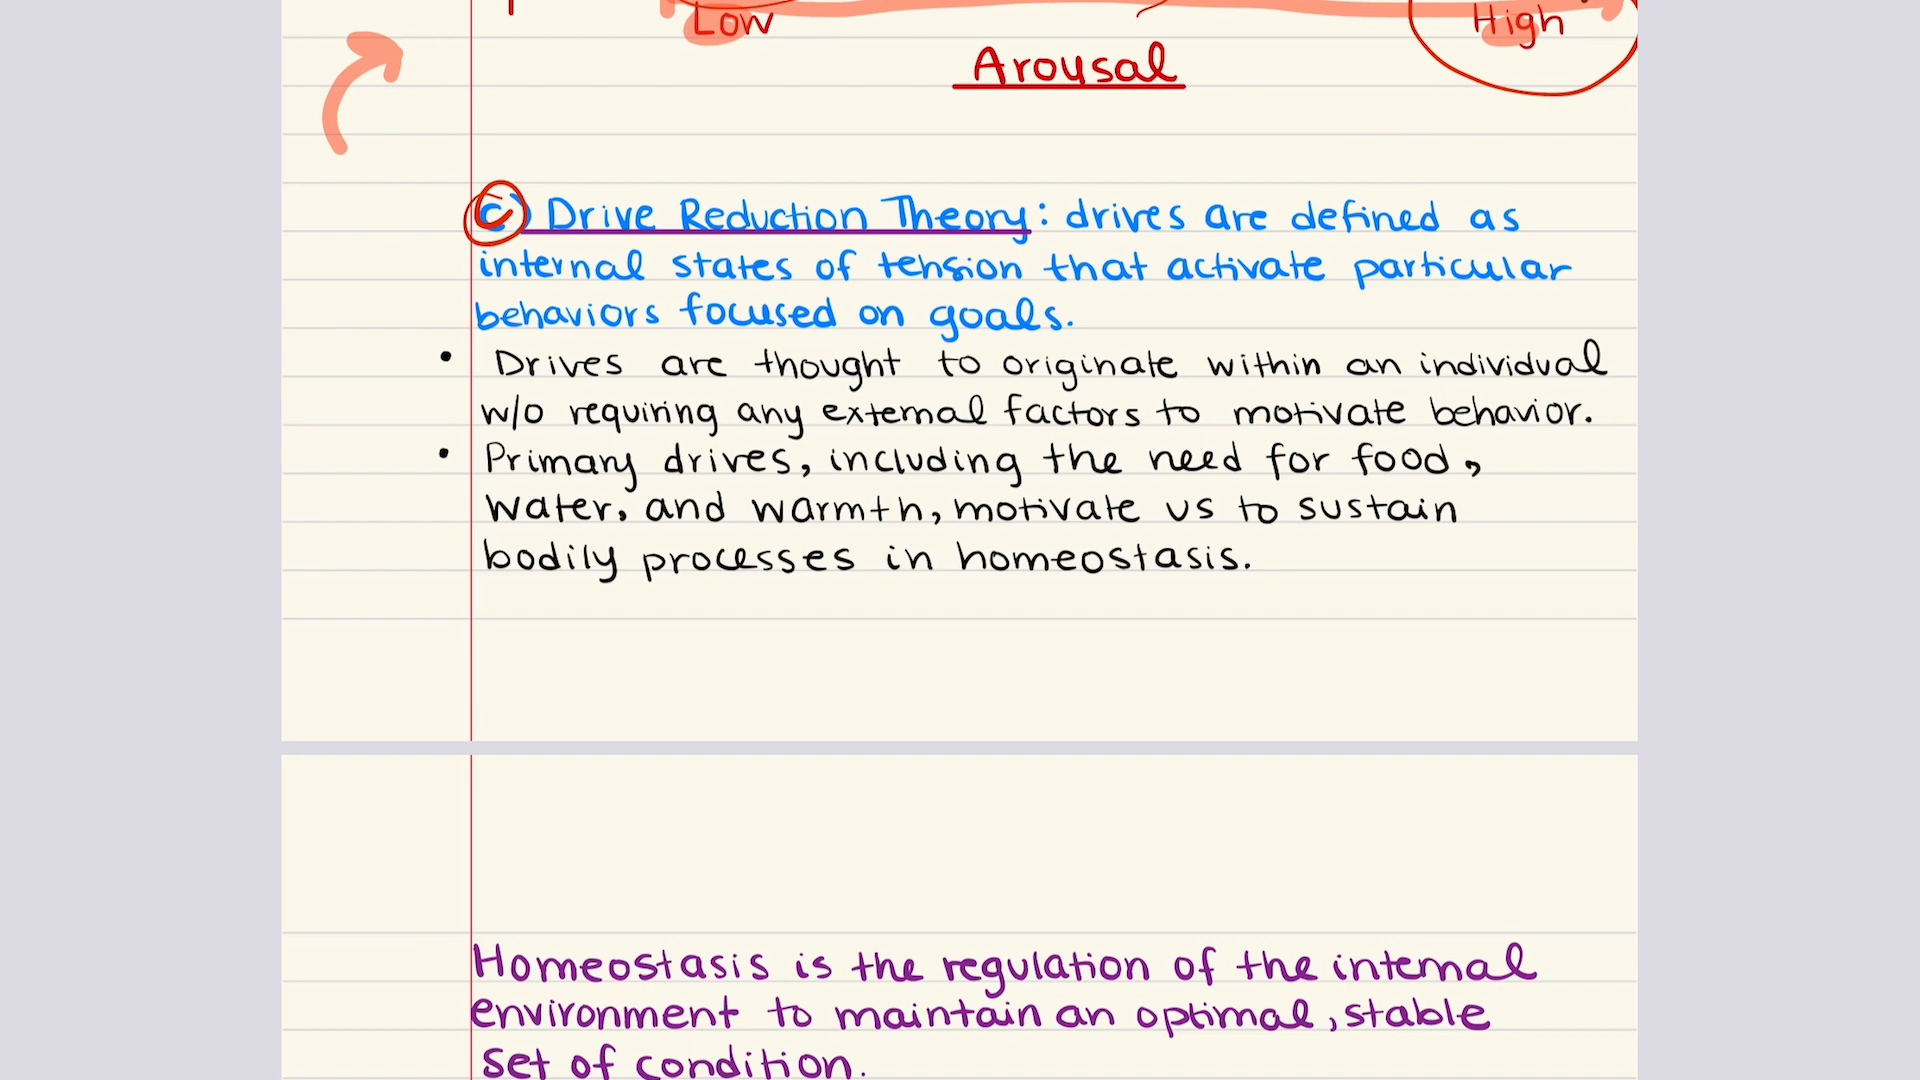 Low
High
Arousal
c) Drive Reduction Theory: drives are defined as
internal states of tension that activate particular
behaviors focused on goals.
• Drives are thought to originate within an individual
w/o requiring any external factors to motivate behavior.
• Primary drives, including the need for food,
water, and warmth, motivate us to sustain
bodily processes in homeostasis.
Homeostasis is the regulation of the internal
environment to maintain an optimal, stable
set of condition.